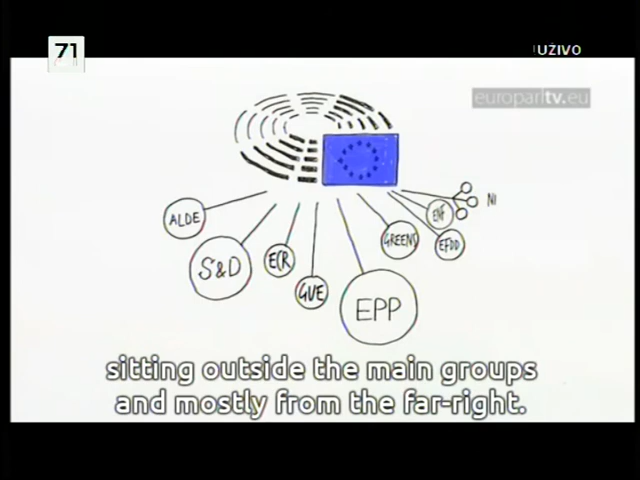 71
UŽIVO
europarltv.eu
ALDE
S&D
ECR
GUE
EPP
GREENS
EFDD
ENF
NI
sitting outside the main groups
and mostly from the far-right.